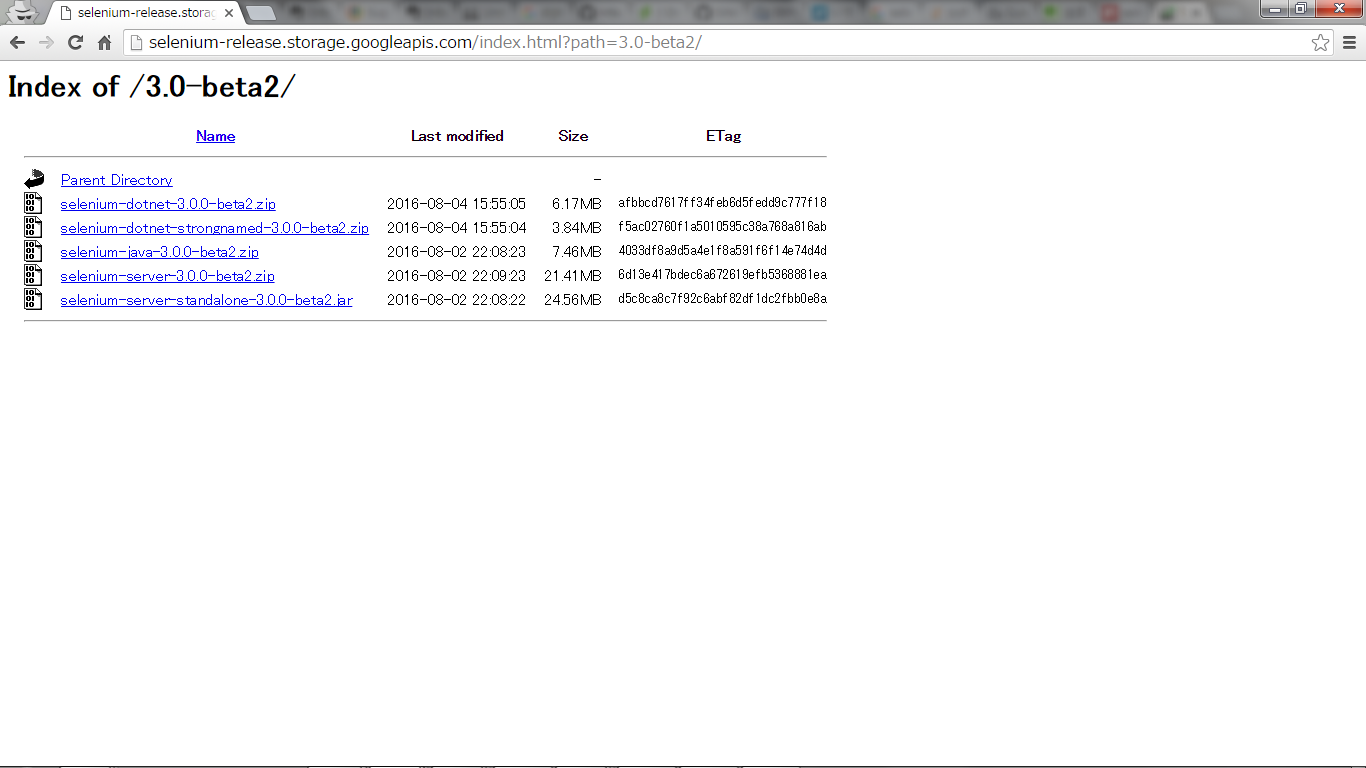 selenium-release.storag
selenium-release.storage.googleapis.com/index.html?path=3.0-beta2/
Index of /3.0-beta2/
Name Last modified Size ETag
Parent Directory -
selenium-dotnet-3.0.0-beta2.zip 2016-08-04 15:55:05 6.17MB afbbcd7617ff34feb6d5fedd9c777f18
selenium-dotnet-strongnamed-3.0.0-beta2.zip 2016-08-04 15:55:04 3.84MB f5ac02760f1a5010595c38a768a816ab
selenium-java-3.0.0-beta2.zip 2016-08-02 22:08:23 7.46MB 4033df8a9d5a4e1f8a591f6f14e74d4d
selenium-server-3.0.0-beta2.zip 2016-08-02 22:09:23 21.41MB 6d13e417bdec6a672619efb5368881ea
selenium-server-standalone-3.0.0-beta2.jar 2016-08-02 22:08:22 24.56MB d5c8ca8c7f92c6abf82df1dc2fbb0e8a